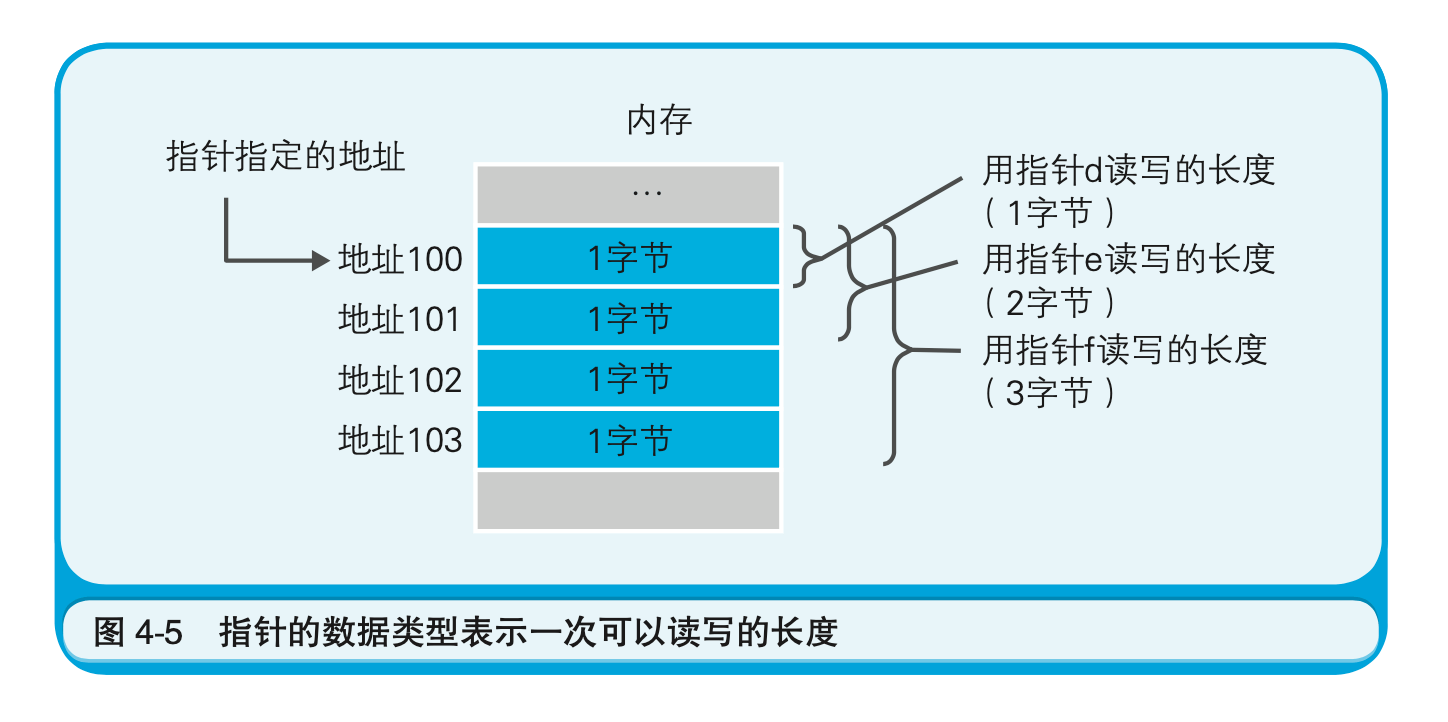 内存
指针指定的地址
…
地址100
1字节
地址101
1字节
地址102
1字节
地址103
1字节
用指针d读写的长度
（1字节）
用指针e读写的长度
（2字节）
用指针f读写的长度
（3字节）
图 4-5 指针的数据类型表示一次可以读写的长度